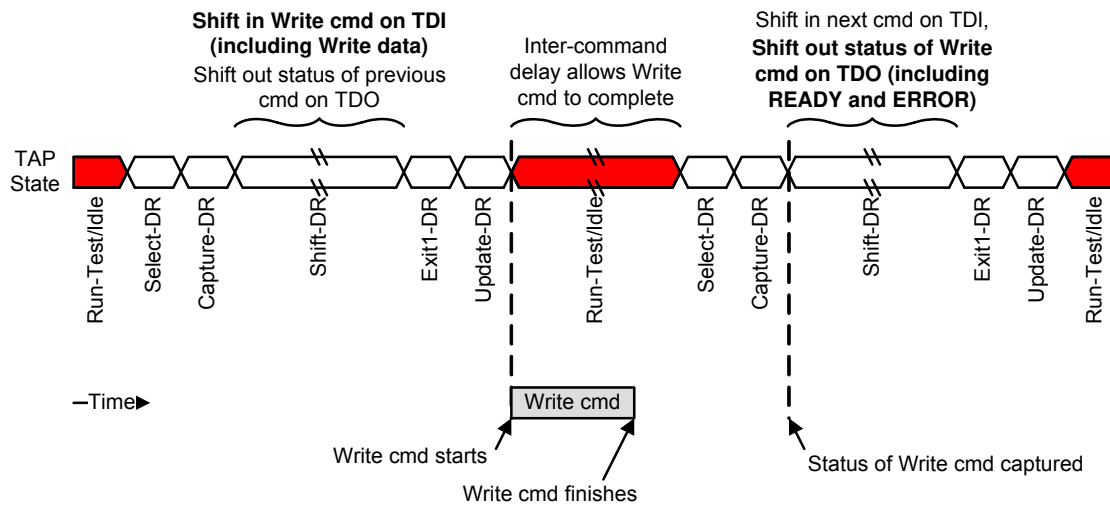 Shift in Write cmd on TDI
(including Write data)
Shift out status of previous
cmd on TDO
Inter-command
delay allows Write
cmd to complete
Shift in next cmd on TDI,
Shift out status of Write
cmd on TDO (including
READY and ERROR)
TAP
State
Run-Test/Idle
Select-DR
Capture-DR
Shift-DR
Exit1-DR
Update-DR
Run-Test/Idle
Select-DR
Capture-DR
Shift-DR
Exit1-DR
Update-DR
Run-Test/Idle
Time
Write cmd
Write cmd starts
Write cmd finishes
Status of Write cmd captured